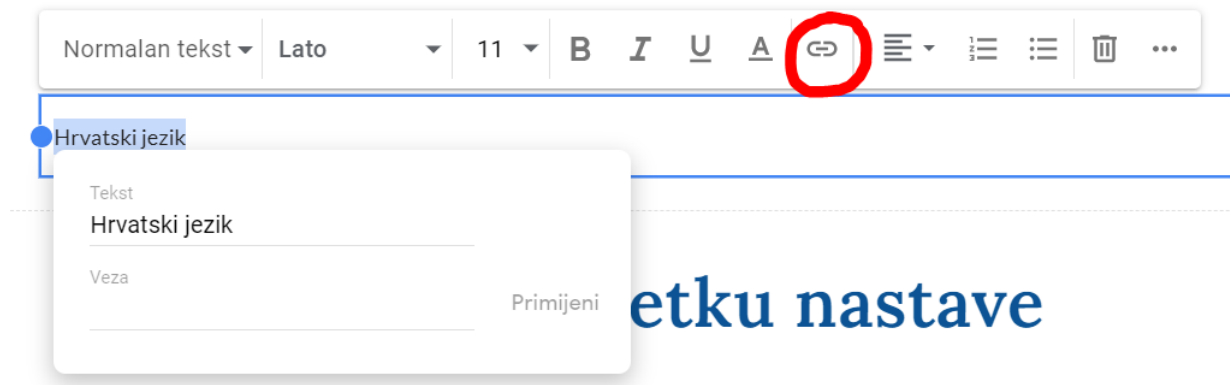 Normalan tekst Lato 11 B I U A
Hrvatski jezik
Tekst
Hrvatski jezik
Veza
Primijeni
etku nastave